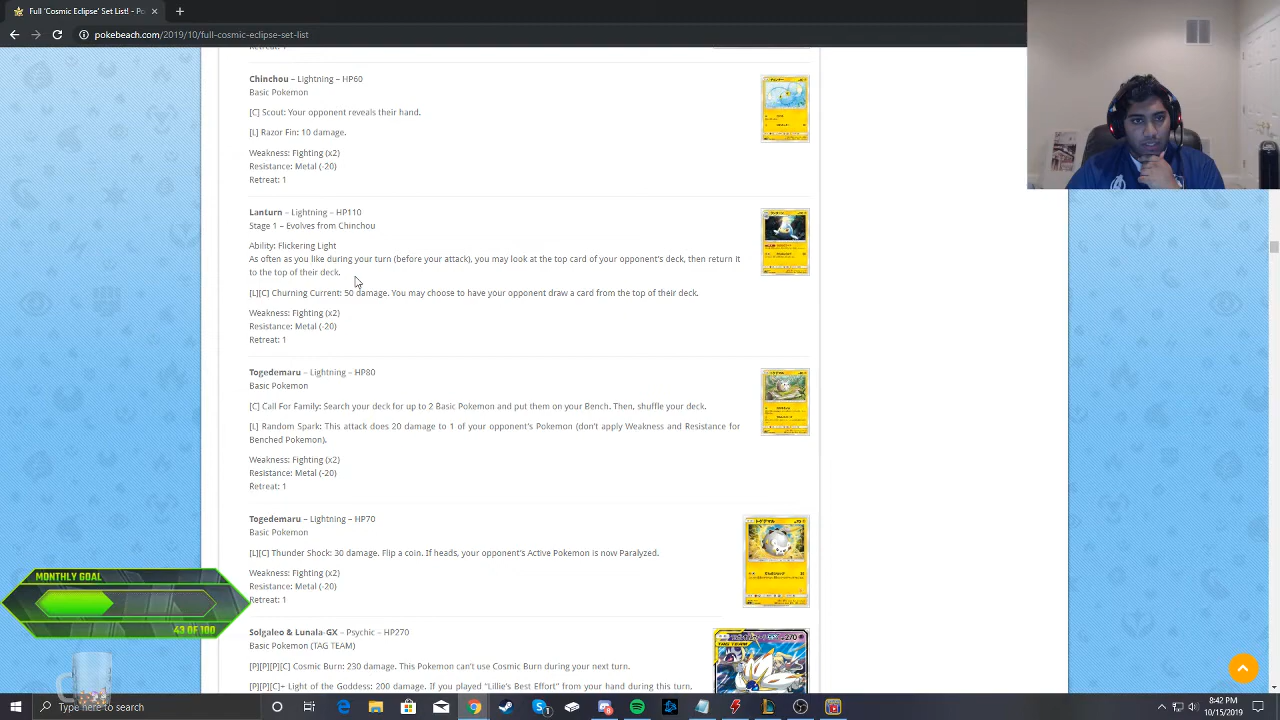 Full 'Cosmic Eclipse' Set List! - Po
pokebeach.com/2019/10/full-cosmic-eclipse-set-list
Chinchou – Lightning – HP60
Basic Pokemon
[C] Scout: Your opponent reveals their hand.
[L] Razor Fin: 10 damage.
Weakness: Fighting (x2)
Resistance: Metal (-20)
Retreat: 1
Lanturn – Lightning – HP110
Stage 1 – Evolves from Chinchou
Ability: Flickering Light
As often as you like during your turn (before your attack), you may look at the top card of your opponent's deck, then return it
to the top of their deck.
damage. You may choose to have your opponent draw a card from the top of their deck.
Weakness: Fighting (x2)
Resistance: Metal (-20)
Retreat: 1
Togedemaru – Lightning – HP80
Basic Pokemon
[C] Call For Family: Search your deck for up to 2 Basic Pokemon and put them on your Bench. Then, shuffle your deck.
[L] Random Spark: This attack does 20 damage to 1 of your opponent's Pokemon (don't apply Weakness and Resistance for
Benched Pokemon.)
Weakness: Fighting (x2)
Resistance: Metal (-20)
Retreat: 1
Togedemaru – Lightning – HP70
Basic Pokemon
[L][C] Thunder Shock: 30 damage. Flip a coin. If heads, your opponent's Active Pokemon is now Paralyzed.
Weakness: Fighting (x2)
Resistance: Metal (-20)
Retreat: 1
MONTHLY GOAL
43 OF 100
Solgaleo & Lunala GX – Psychic – HP270
Basic Pokemon (TAG TEAM)
[P][P][P][C] Cosmic Burn: 230 damage. This Pokemon can't use Cosmic Burn during your next turn.
[P][P][C]+ Light of the Goddess: 200 damage. If you played "Lillie's Best Effort" from your hand during this turn,
Type here to search
8:42 PM
10/15/2019